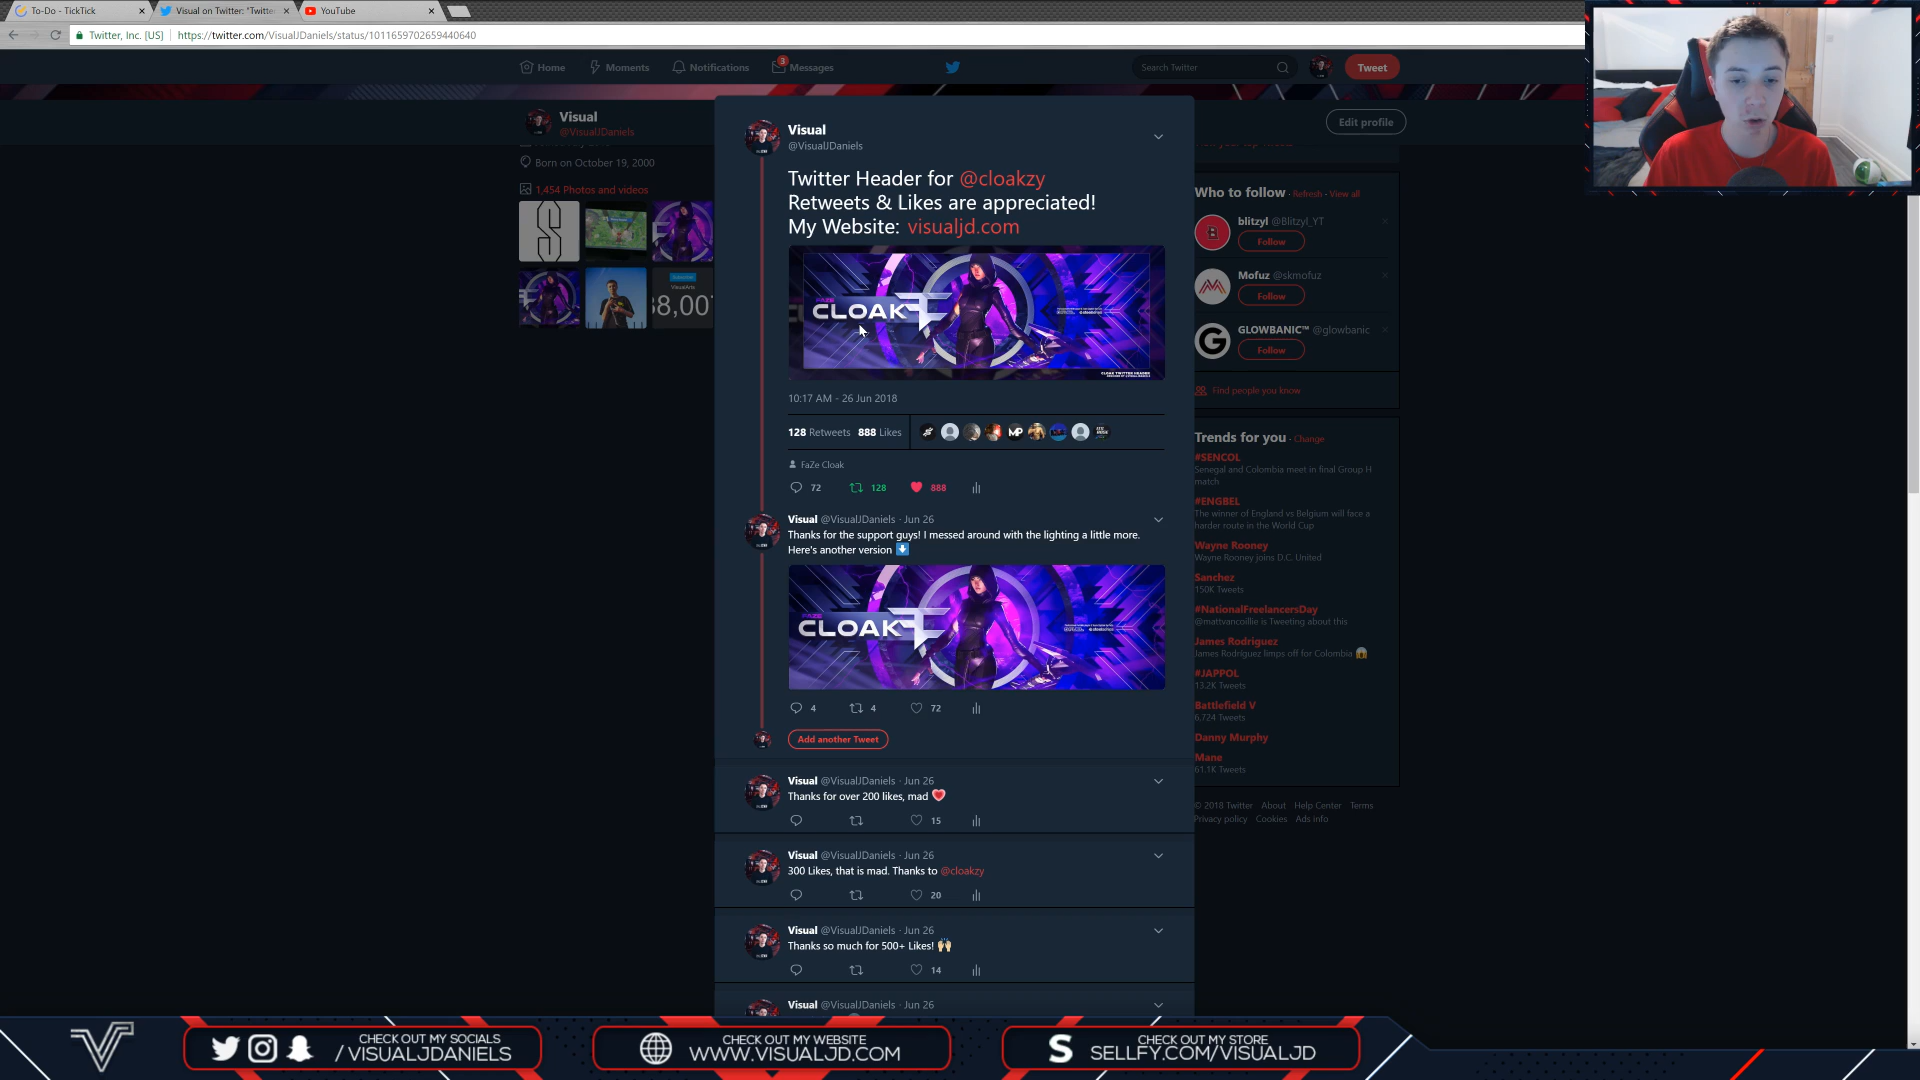 To-Do - TickTick
Visual on Twitter: "Twitte
YouTube
Twitter, Inc. [US]
https://twitter.com/VisualJDaniels/status/1011659702659440640
Home
Moments
Notifications
3
Messages
Search Twitter
Tweet
Visual
@VisualJDaniels
Edit profile
Born on October 19, 2000
1,454 Photos and videos
38,00
Visual
@VisualJDaniels
Twitter Header for @cloakzy
Retweets & Likes are appreciated!
My Website: visualjd.com
FAZE
CLOAK
CLOAK TWITTER HEADER
10:17 AM - 26 Jun 2018
128 Retweets 888 Likes
MP
FaZe Cloak
72
128
888
Visual @VisualJDaniels · Jun 26
Thanks for the support guys! I messed around with the lighting a little more.
Here's another version
FAZE
CLOAK
4
4
72
Add another Tweet
Visual @VisualJDaniels · Jun 26
Thanks for over 200 likes, mad
15
Visual @VisualJDaniels · Jun 26
300 Likes, that is mad. Thanks to @cloakzy
20
Visual @VisualJDaniels · Jun 26
Thanks so much for 500+ Likes!
14
Visual @VisualJDaniels · Jun 26
Who to follow · Refresh · View all
blitzyl @Blitzyl_YT
Follow
Mofuz @skmofuz
Follow
GLOWBANIC™ @glowbanic
Follow
Find people you know
Trends for you · Change
#SENCOL
Senegal and Colombia meet in final Group H
match
#ENGBEL
The winner of England vs Belgium will face a
harder route in the World Cup
Wayne Rooney
Wayne Rooney joins D.C. United
Sanchez
150K Tweets
#NationalFreelancersDay
@mattvancoillie is Tweeting about this
James Rodriguez
James Rodríguez limps off for Colombia
#JAPPOL
13.2K Tweets
Battlefield V
6,724 Tweets
Danny Murphy
Mane
61.1K Tweets
© 2018 Twitter About Help Center Terms
Privacy policy Cookies Ads info
CHECK OUT MY SOCIALS
/ VISUALJDANIELS
CHECK OUT MY WEBSITE
WWW.VISUALJD.COM
S
CHECK OUT MY STORE
SELLFY.COM/VISUALJD